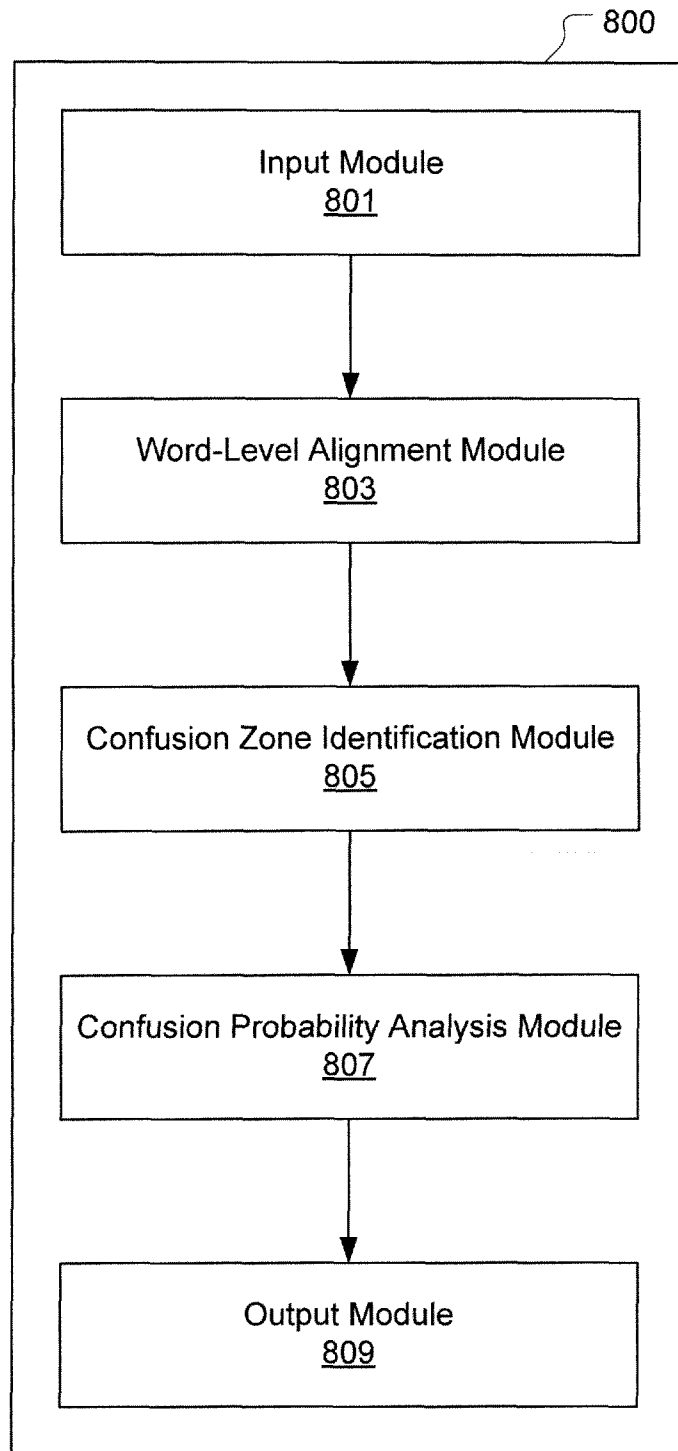 800
Input Module
801
Word-Level Alignment Module
803
Confusion Zone Identification Module
805
Confusion Probability Analysis Module
807
Output Module
809